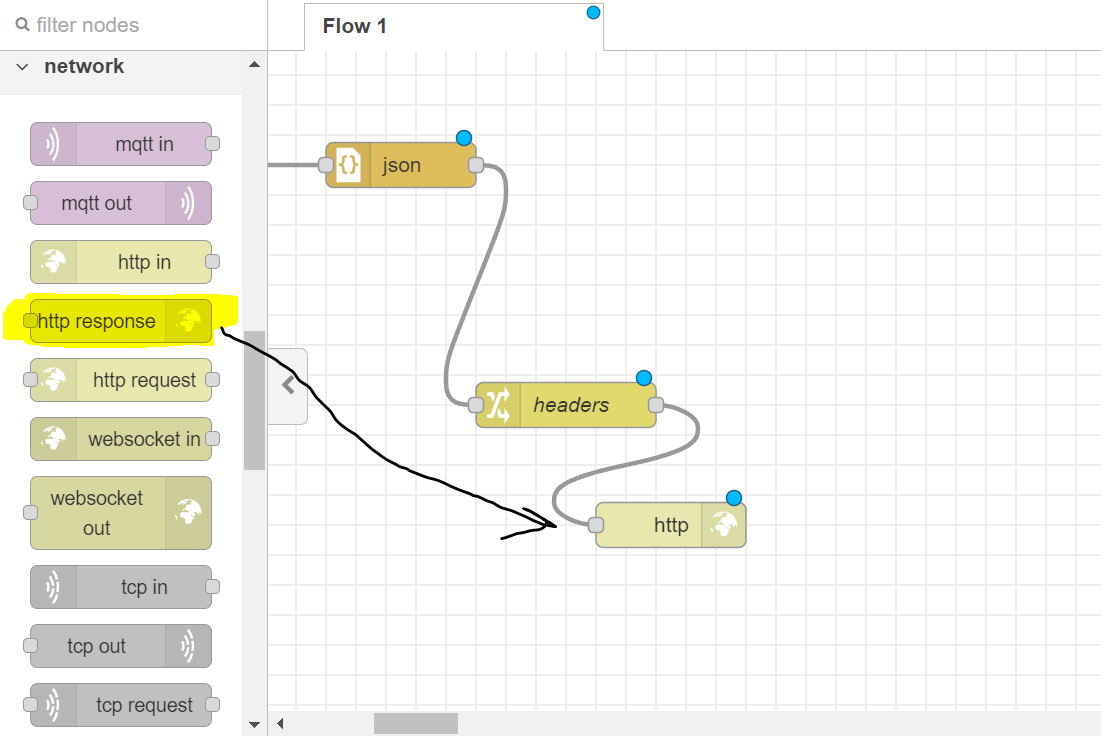 filter nodes
Flow 1
network
mqtt in
mqtt out
http in
http response
http request
websocket in
websocket
out
tcp in
tcp out
tcp request
{} json
headers
http